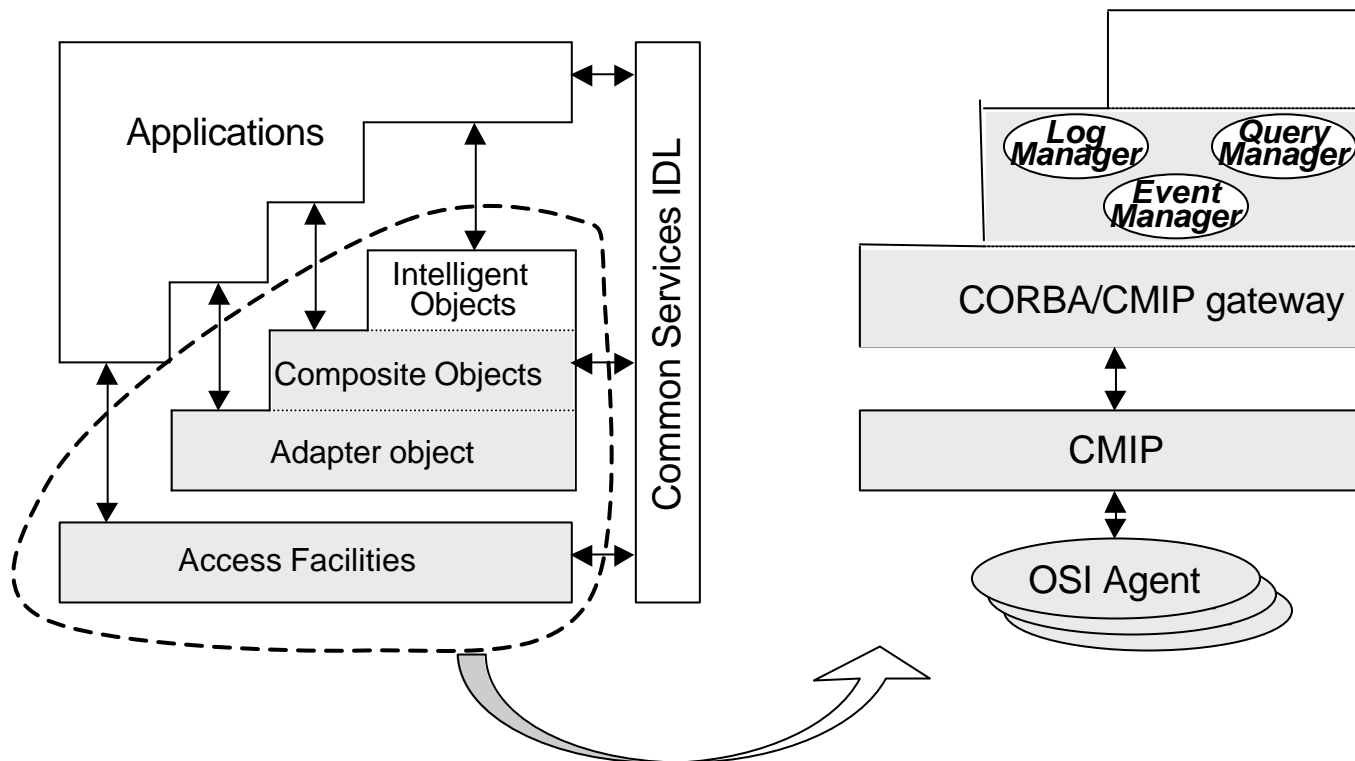 Applications
Intelligent
Objects
Composite Objects
Adapter object
Access Facilities
Common Services IDL
Log
Manager
Query
Manager
Event
Manager
CORBA/CMIP gateway
CMIP
OSI Agent